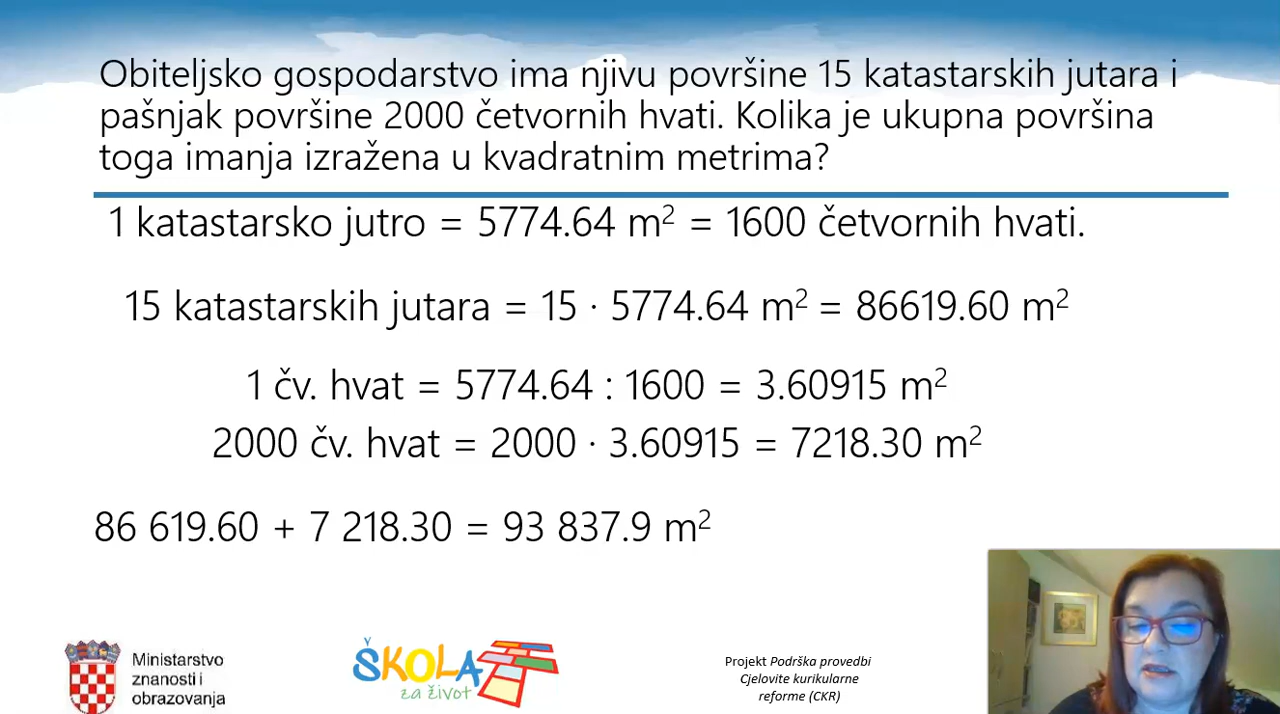 Obiteljsko gospodarstvo ima njivu površine 15 katastarskih jutara i
pašnjak površine 2000 četvornih hvati. Kolika je ukupna površina
toga imanja izražena u kvadratnim metrima?
1 katastarsko jutro = 5774.64 m² = 1600 četvornih hvati.
15 katastarskih jutara = 15 · 5774.64 m² = 86619.60 m²
1 čv. hvat = 5774.64 : 1600 = 3.60915 m²
2000 čv. hvat = 2000 · 3.60915 = 7218.30 m²
86 619.60 + 7 218.30 = 93 837.9 m²
Ministarstvo
znanosti i
obrazovanja
ŠKOLA
za život
Projekt Podrška provedbi
Cjelovite kurikularne
reforme (CKR)